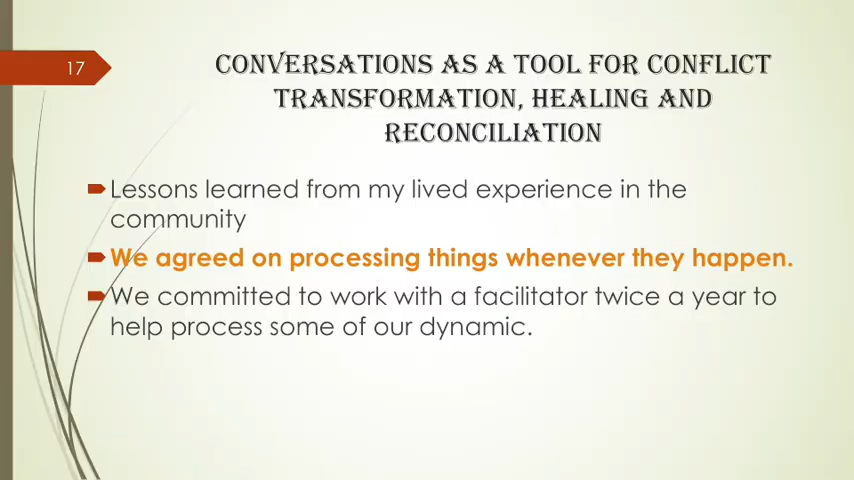 17
CONVERSATIONS AS A TOOL FOR CONFLICT
TRANSFORMATION, HEALING AND
RECONCILIATION
Lessons learned from my lived experience in the
community
We agreed on processing things whenever they happen.
We committed to work with a facilitator twice a year to
help process some of our dynamic.